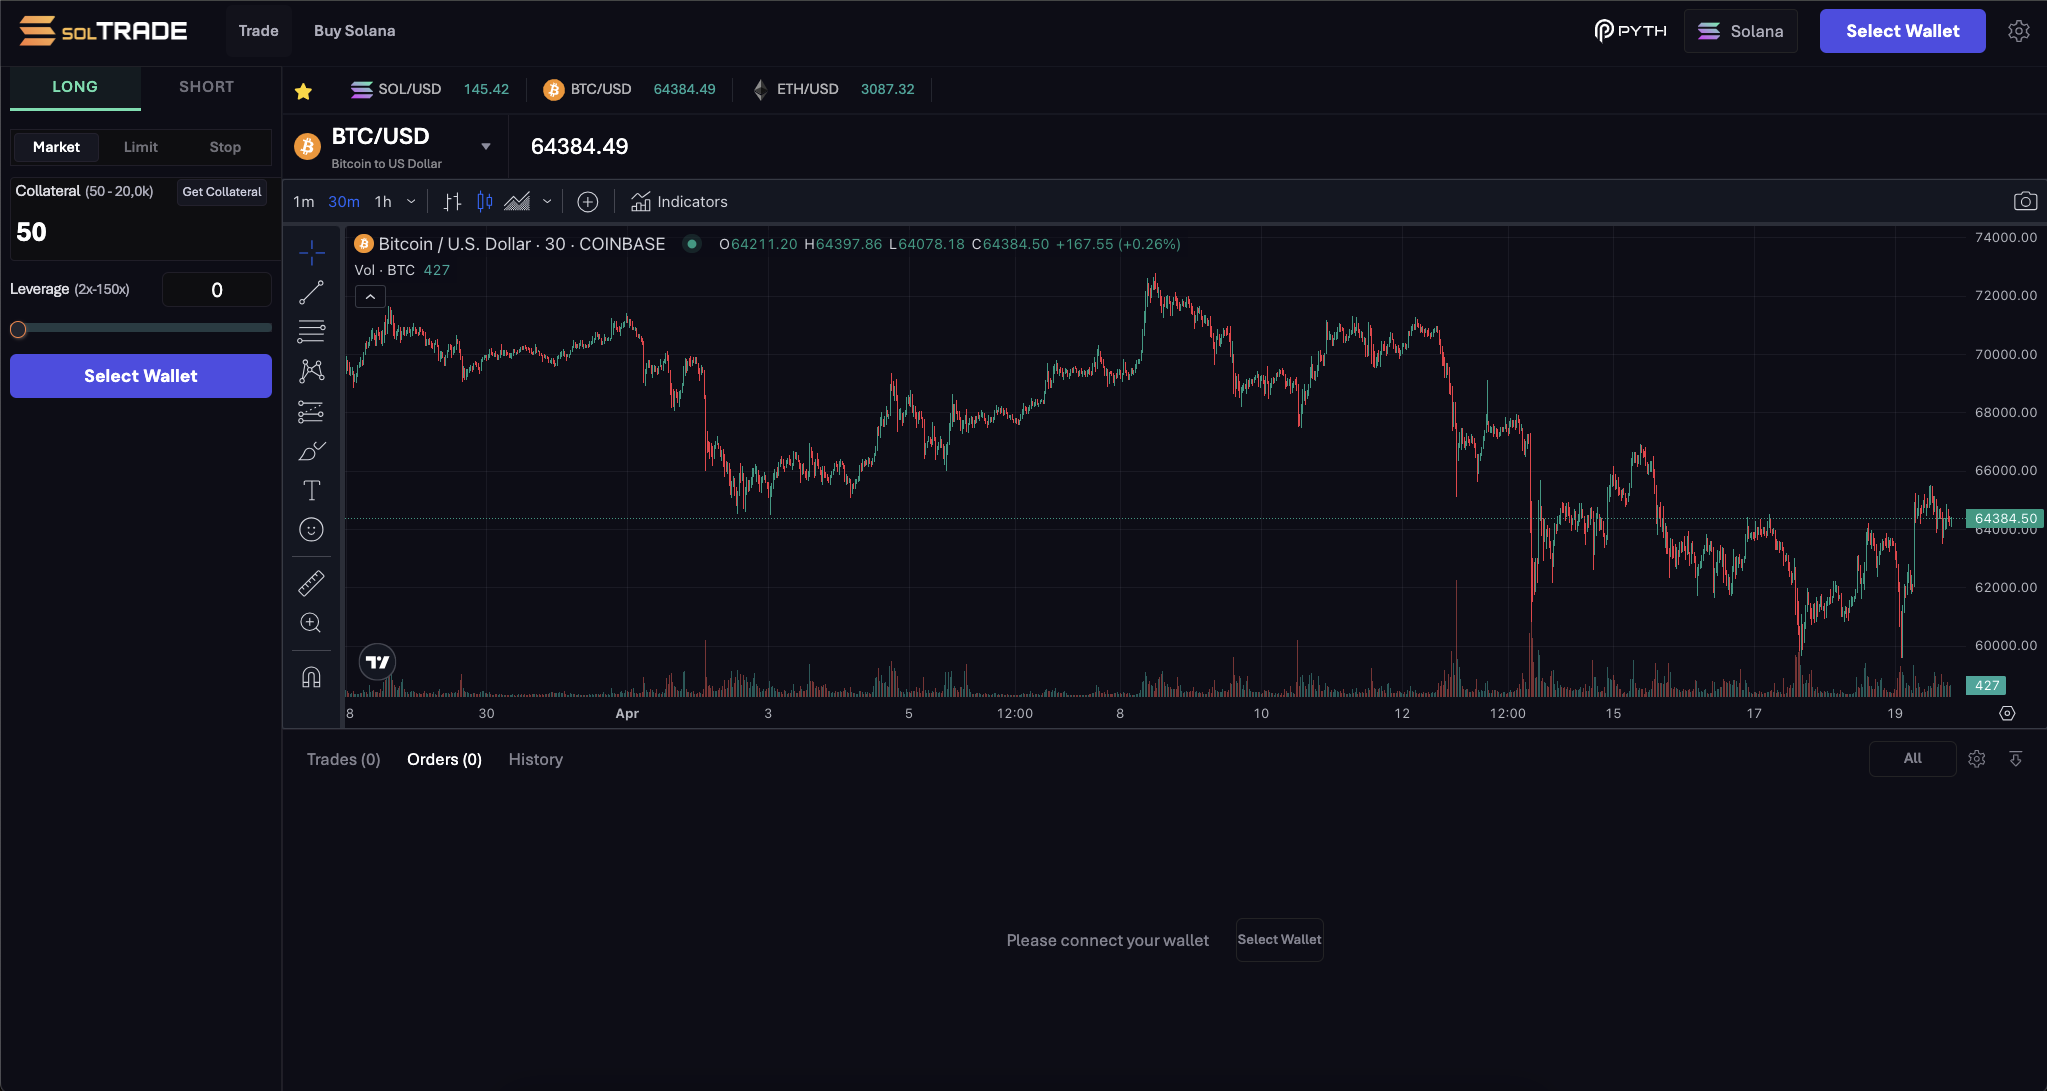 SOLTRADE
Trade
Buy Solana
PYTH
Solana
Select Wallet
LONG
SHORT
SOL/USD 145.42
BTC/USD 64384.49
ETH/USD 3087.32
Market
Limit
Stop
BTC/USD
Bitcoin to US Dollar
64384.49
Collateral (50 - 20,0k)
Get Collateral
50
Leverage (2x-150x)
0
Select Wallet
1m 30m 1h
Indicators
Bitcoin / U.S. Dollar · 30 · COINBASE
O64211.20 H64397.86 L64078.18 C64384.50 +167.55 (+0.26%)
Vol · BTC 427
74000.00
72000.00
70000.00
68000.00
66000.00
64384.50
64000.00
62000.00
60000.00
427
8 30 Apr 3 5 12:00 8 10 12 12:00 15 17 19
Trades (0)
Orders (0)
History
All
Please connect your wallet
Select Wallet